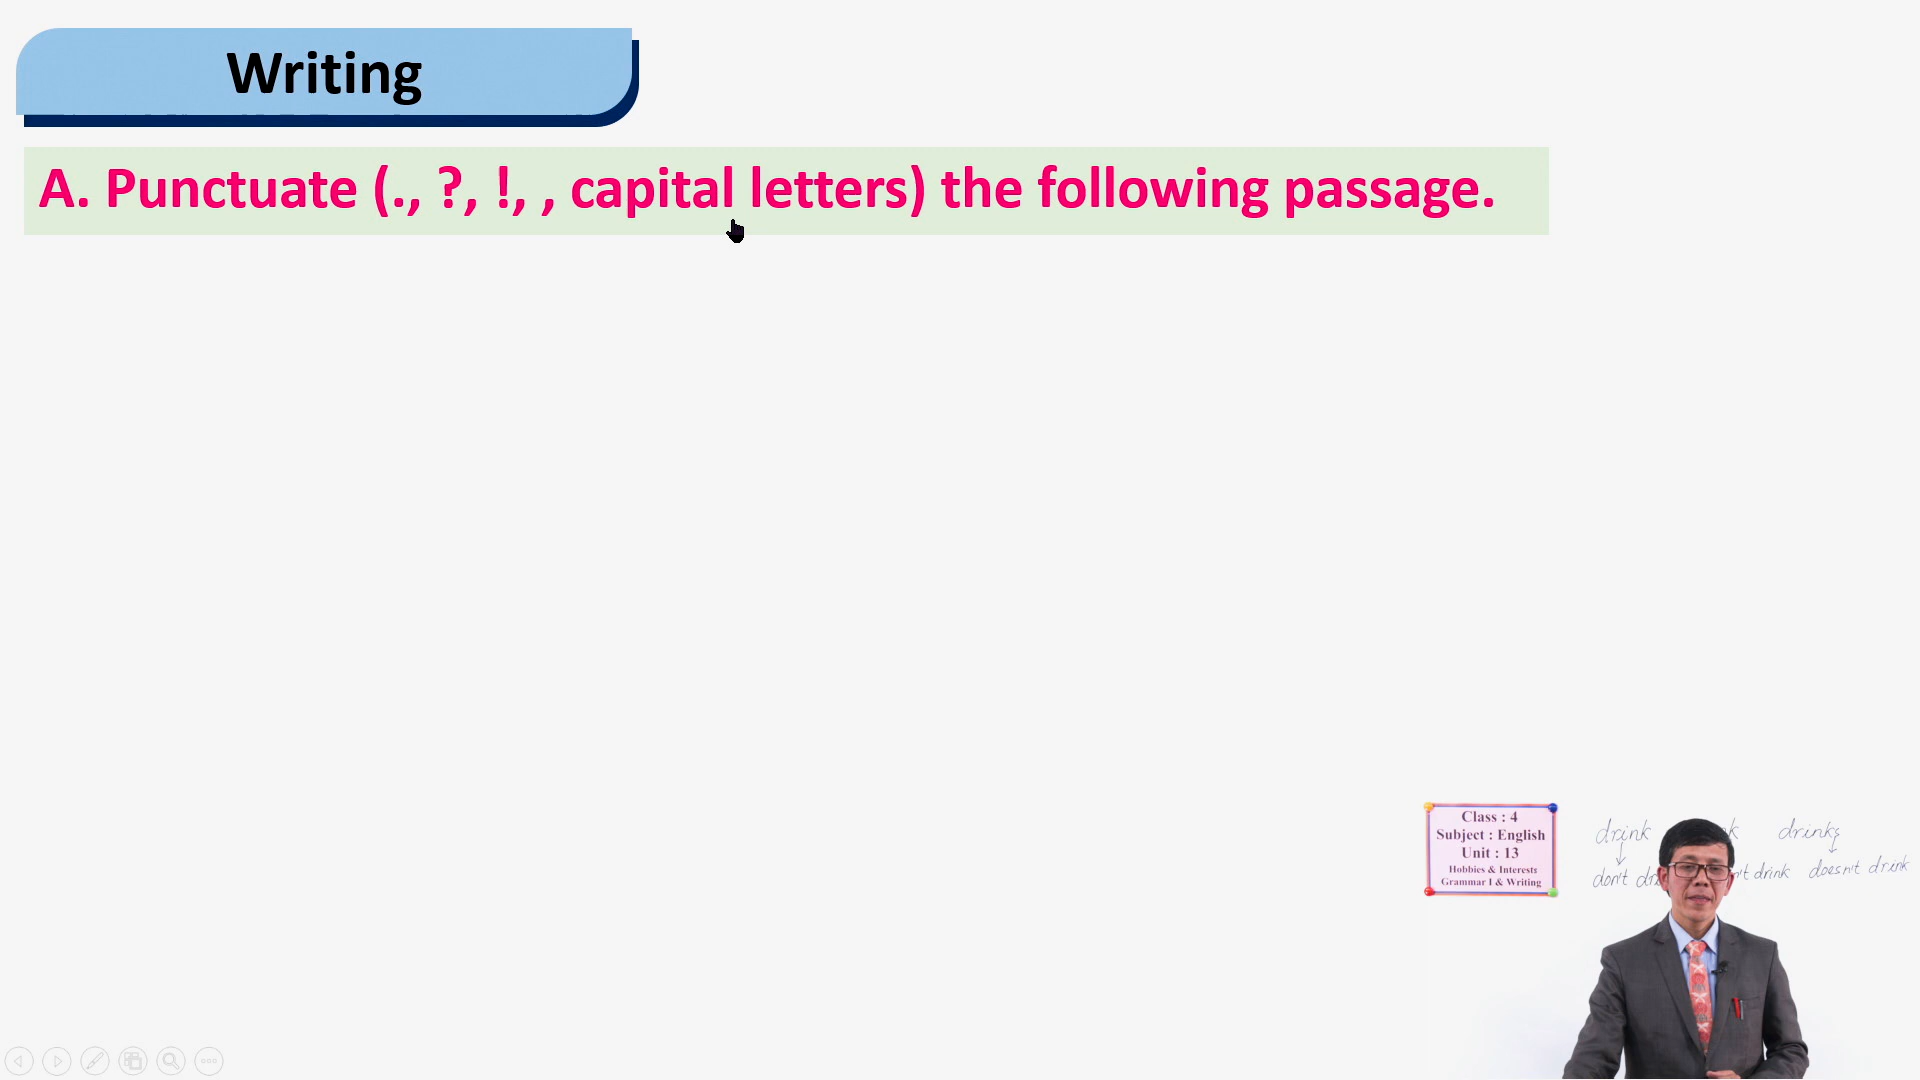 Writing
A. Punctuate (., ?, !, , capital letters) the following passage.
Class : 4
Subject : English
Unit : 13
Hobbies & Interests
Grammar I & Writing
drink drinks
don't drink doesn't drink